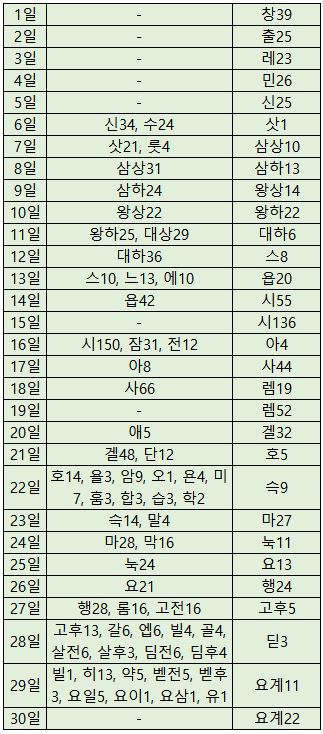 1일 - 창39
2일 - 출25
3일 - 레23
4일 - 민26
5일 - 신25
6일 신34, 수24 삿1
7일 삿21, 룻4 삼상10
8일 삼상31 삼하13
9일 삼하24 왕상14
10일 왕상22 왕하22
11일 왕하25, 대상29 대하6
12일 대하36 스8
13일 스10, 느13, 에10 욥20
14일 욥42 시55
15일 - 시136
16일 시150, 잠31, 전12 아4
17일 아8 사44
18일 사66 렘19
19일 - 렘52
20일 애5 겔32
21일 겔48, 단12 호5
22일 호14, 욜3, 암9, 오1, 욘4, 미 슥9
7, 훔3, 합3, 습3, 학2
23일 슥14, 말4 마27
24일 마28, 막16 눅11
25일 눅24 요13
26일 요21 행24
27일 행28, 롬16, 고전16 고후5
28일 고후13, 갈6, 엡6, 빌4, 골4, 딛3
살전6, 살후3, 딤전6, 딤후4
29일 빌1, 히13, 약5, 벧전5, 벧후 요계11
3, 요일5, 요이1, 요삼1, 유1
30일 - 요계22